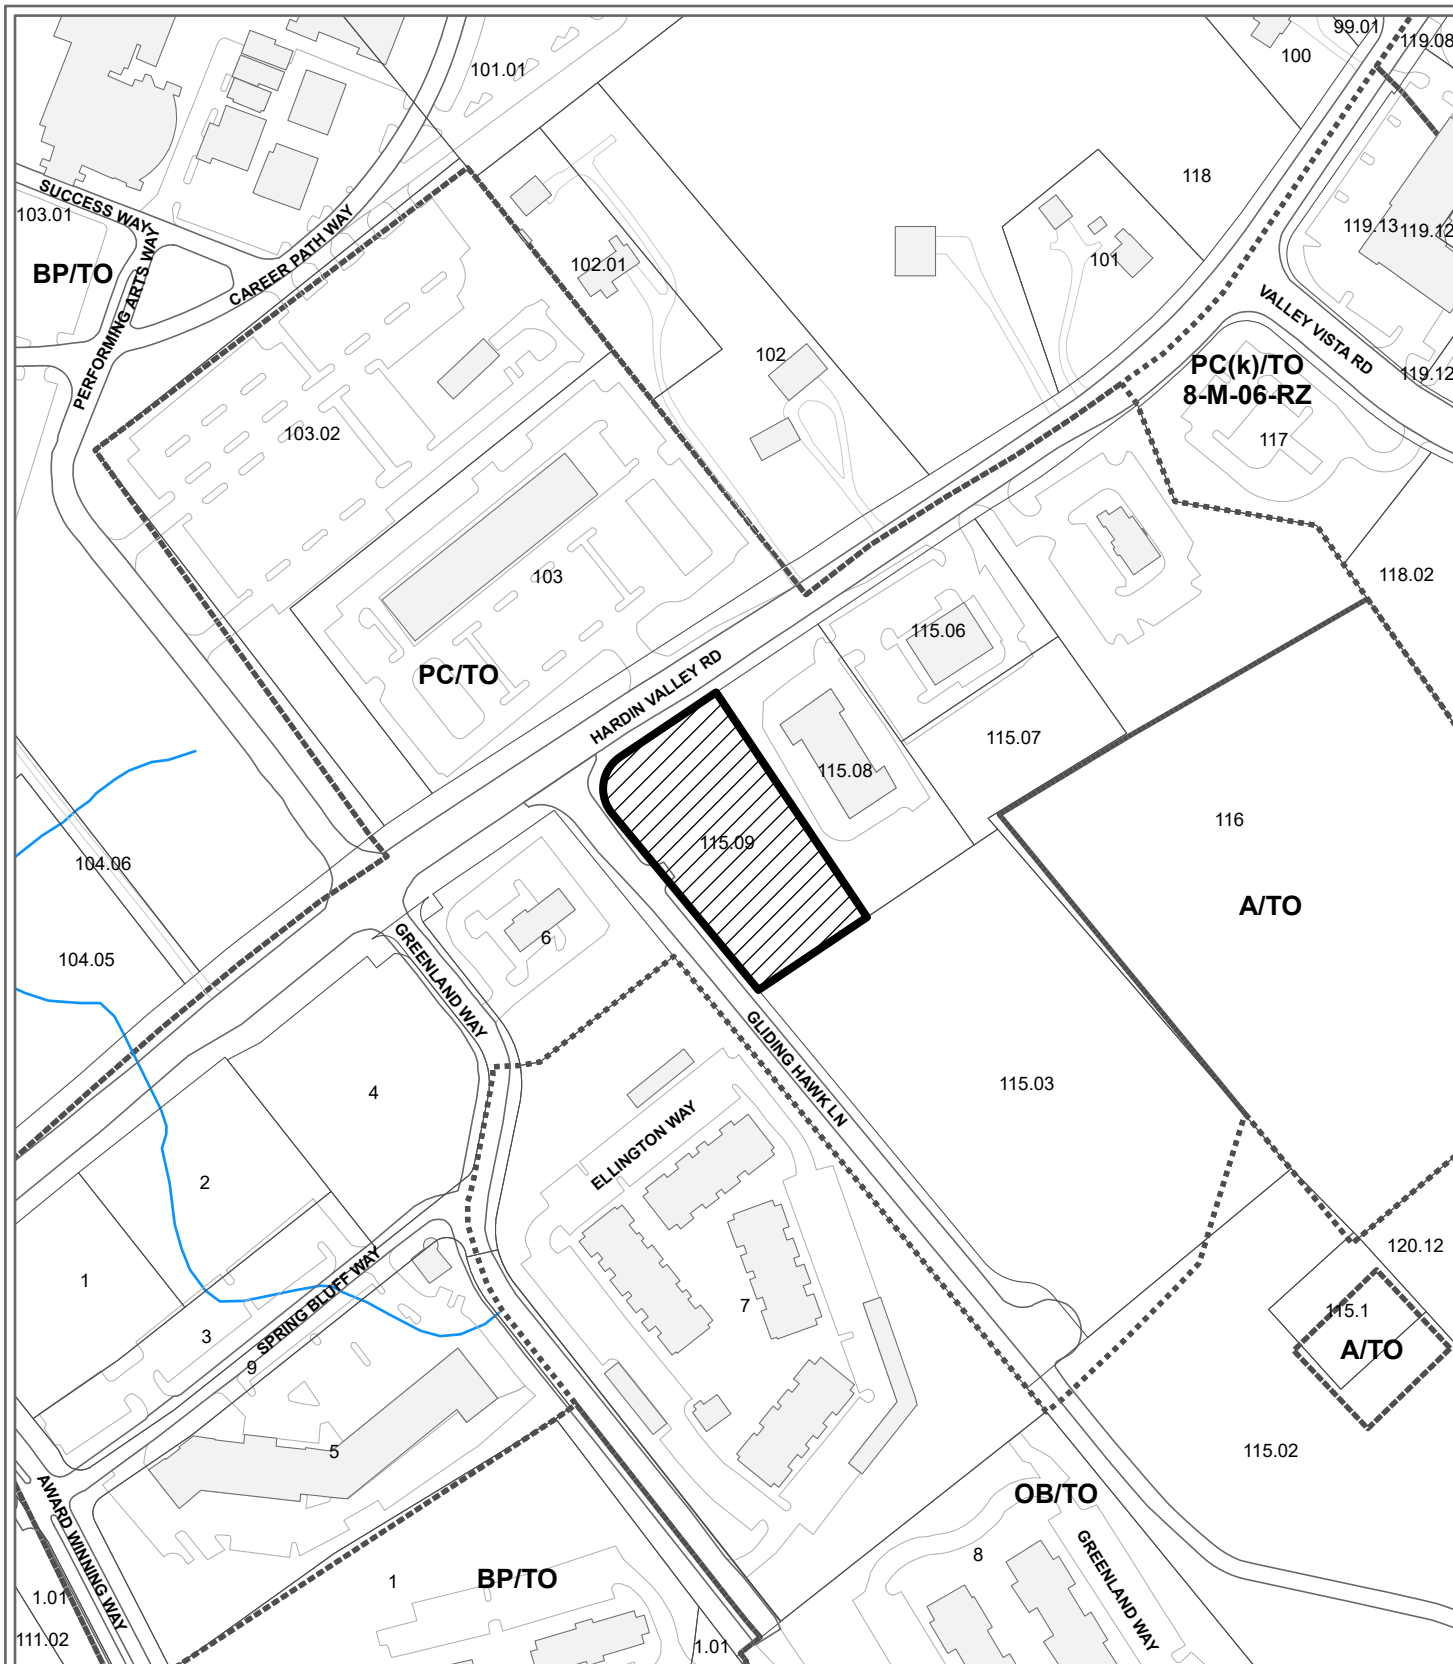 99.01
119.08
100
101.01
118
SUCCESS WAY
103.01
119.13
119.12
PERFORMING ARTS WAY
CAREER PATH WAY
BP/TO
102.01
101
VALLEY VISTA RD
102
PC(k)/TO
8-M-06-RZ
119.12
103.02
117
103
118.02
115.06
PC/TO
HARDIN VALLEY RD
115.07
115.08
116
115.09
104.06
A/TO
6
GREENLAND WAY
104.05
GLIDING HAWK LN
115.03
4
ELLINGTON WAY
2
120.12
1
SPRING BLUFF WAY
7
115.1
3
A/TO
9
5
115.02
OB/TO
AWARD WINNING WAY
GREENLAND WAY
8
1
BP/TO
1.01
111.02
1.01